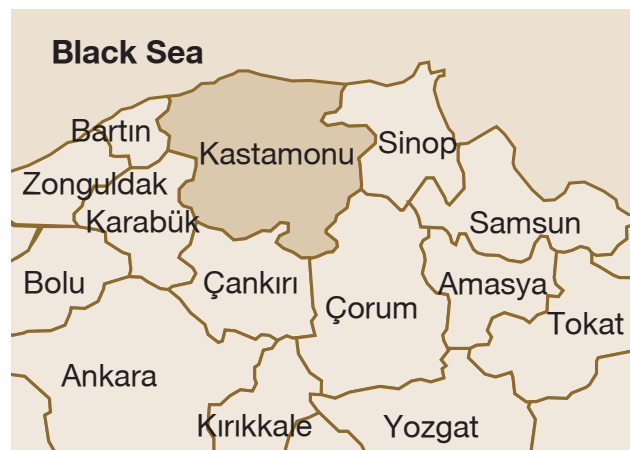 Black Sea
Bartın
Sinop
Kastamonu
Zonguldak
Karabük
Samsun
Bolu
Çankırı
Amasya
Çorum
Tokat
Ankara
Kırıkkale
Yozgat